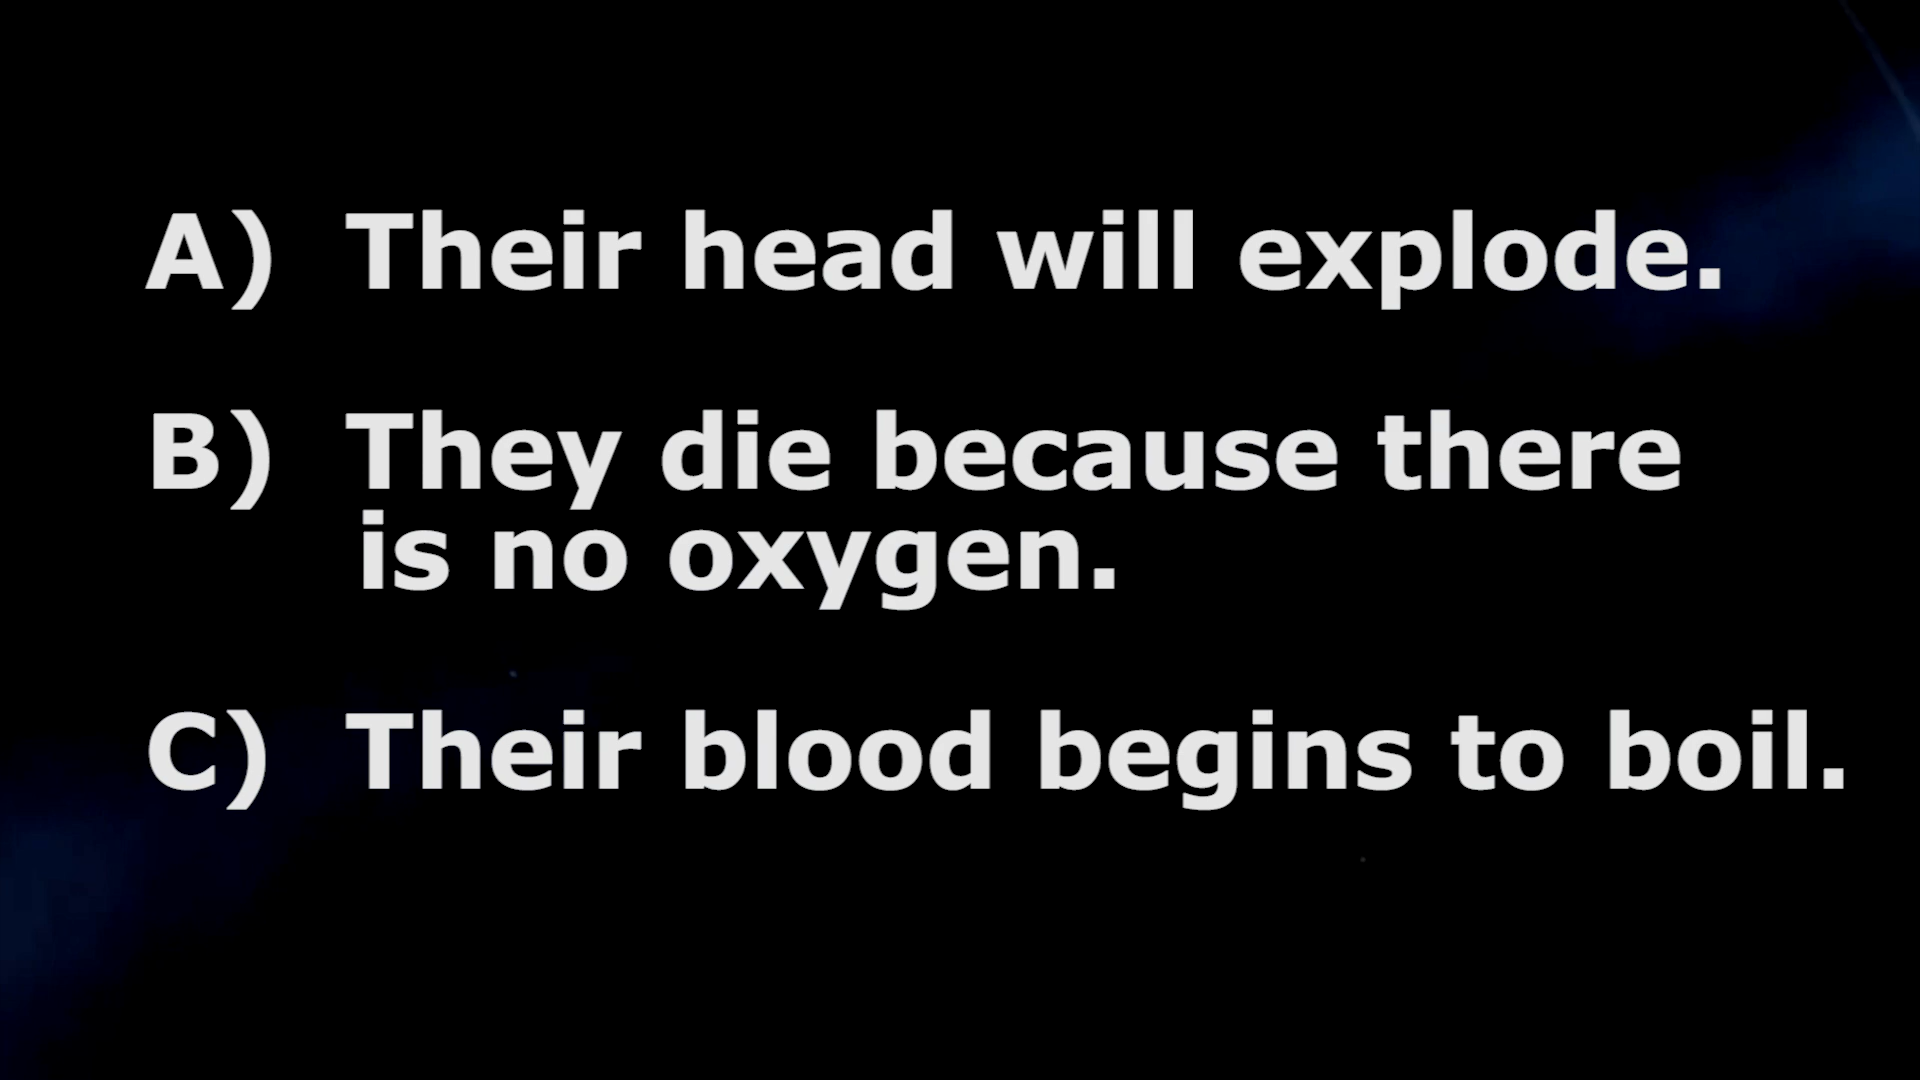 A) Their head will explode.
B) They die because there
is no oxygen.
C) Their blood begins to boil.